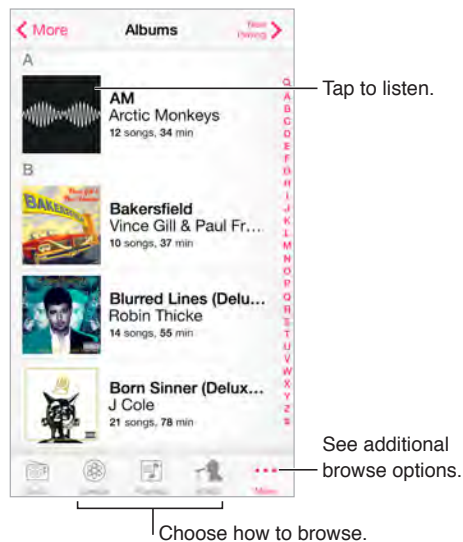 More
Albums
Now
Playing
A
AM
Arctic Monkeys
12 songs, 34 min
Tap to listen.
B
BAKERSFIELD
Bakersfield
Vince Gill & Paul Fr…
10 songs, 37 min
Blurred Lines (Delu…
Robin Thicke
14 songs, 55 min
Born Sinner (Delux…
J Cole
21 songs, 78 min
A
B
C
D
E
F
G
H
I
J
K
L
M
N
O
P
Q
R
S
T
U
V
W
X
Y
Z
#
See additional
browse options.
More
Choose how to browse.